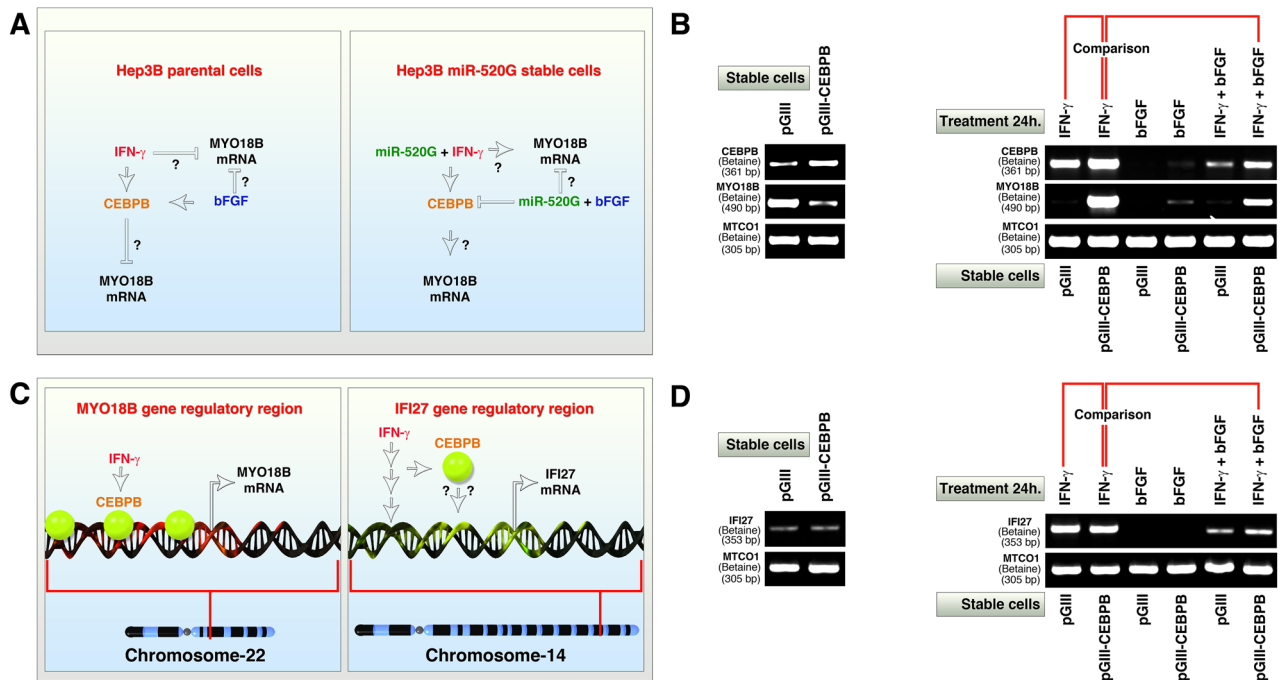 A
Hep3B parental cells
IFN-γ
MYO18B
mRNA
?
CEBPB
bFGF
?
?
MYO18B
mRNA
Hep3B miR-520G stable cells
miR-520G + IFN-γ
MYO18B
mRNA
?
?
CEBPB
miR-520G + bFGF
?
MYO18B
mRNA
B
Stable cells
pGIII
pGIII-CEBPB
CEBPB
(Betaine)
(361 bp)
MYO18B
(Betaine)
(490 bp)
MTCO1
(Betaine)
(305 bp)
Comparison
Treatment 24h.
IFN-γ
IFN-γ
bFGF
bFGF
IFN-γ + bFGF
IFN-γ + bFGF
CEBPB
(Betaine)
(361 bp)
MYO18B
(Betaine)
(490 bp)
MTCO1
(Betaine)
(305 bp)
Stable cells
pGIII
pGIII-CEBPB
pGIII
pGIII-CEBPB
pGIII
pGIII-CEBPB
C
MYO18B gene regulatory region
IFN-γ
CEBPB
MYO18B
mRNA
Chromosome-22
IFI27 gene regulatory region
IFN-γ
CEBPB
? ?
IFI27
mRNA
Chromosome-14
D
Stable cells
pGIII
pGIII-CEBPB
IFI27
(Betaine)
(353 bp)
MTCO1
(Betaine)
(305 bp)
Comparison
Treatment 24h.
IFN-γ
IFN-γ
bFGF
bFGF
IFN-γ + bFGF
IFN-γ + bFGF
IFI27
(Betaine)
(353 bp)
MTCO1
(Betaine)
(305 bp)
Stable cells
pGIII
pGIII-CEBPB
pGIII
pGIII-CEBPB
pGIII
pGIII-CEBPB